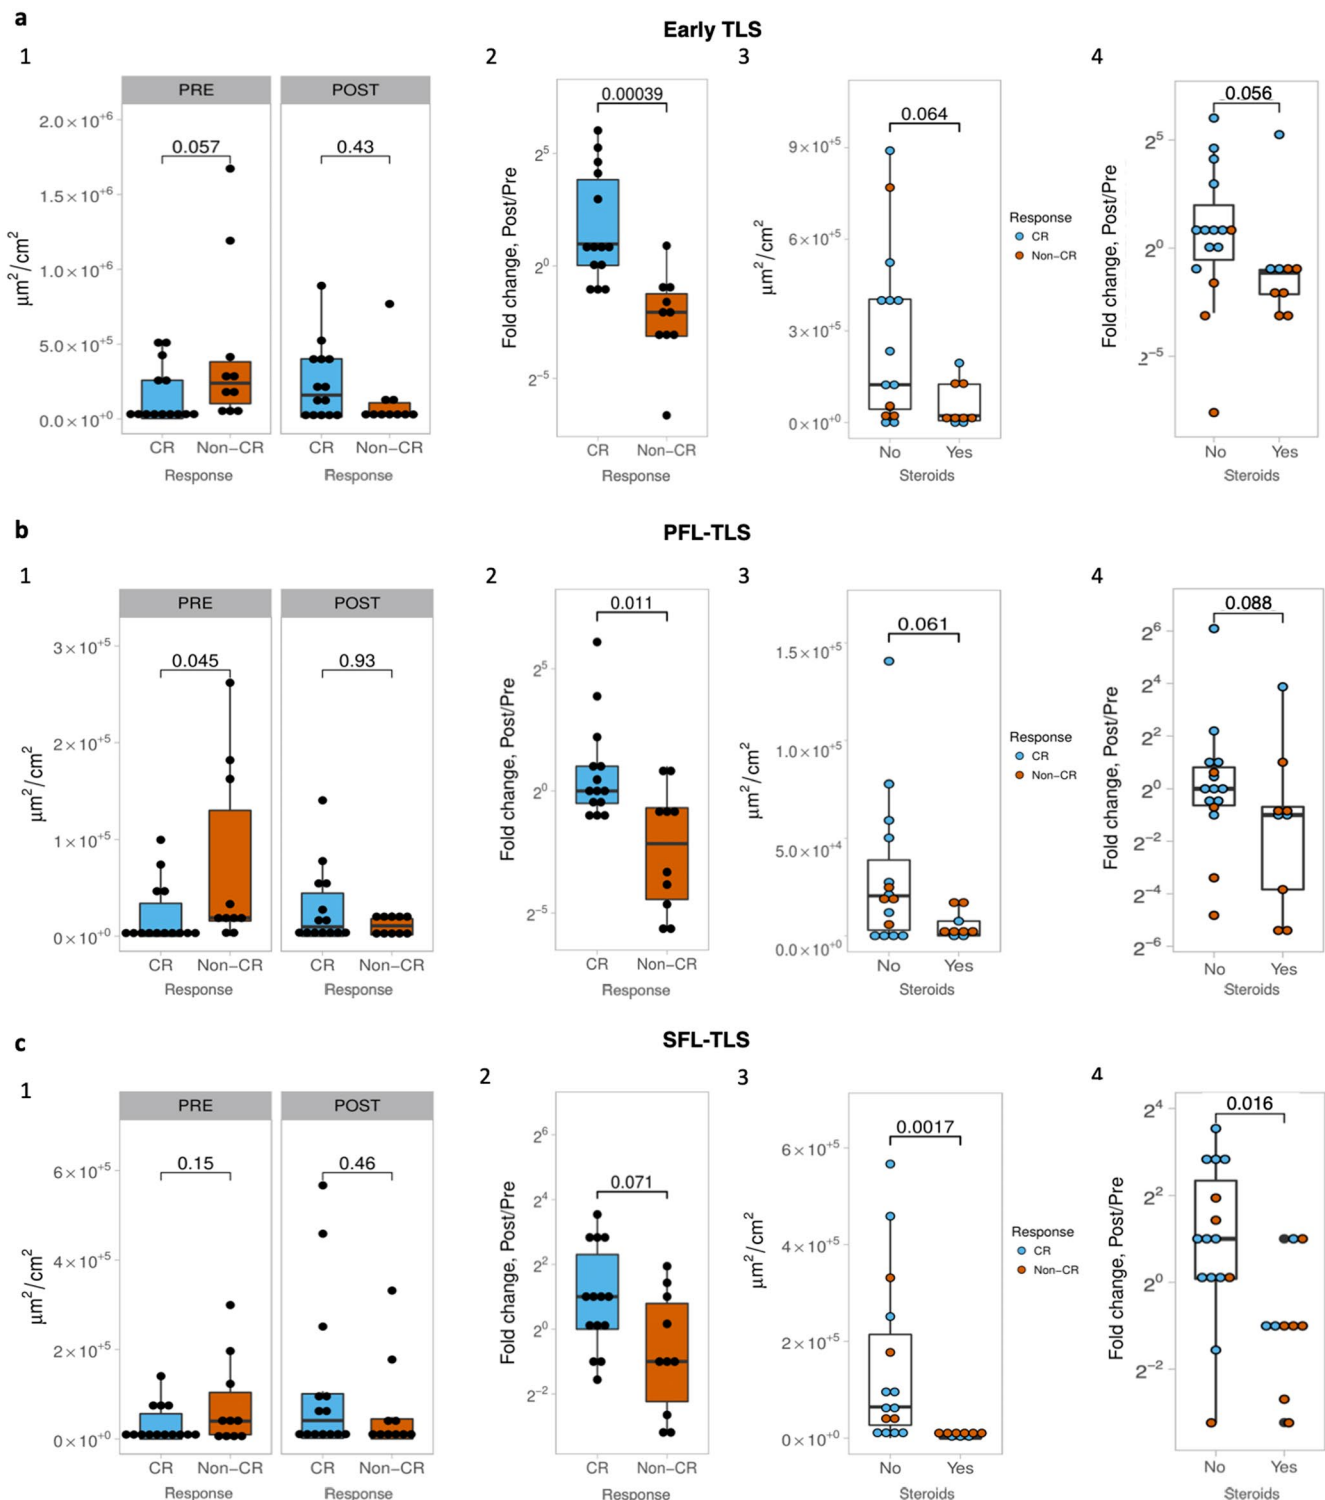 a
Early TLS
1
2
3
4
PRE
POST
0.057
0.43
2.0×10⁺⁶
1.5×10⁺⁶
1.0×10⁺⁶
5.0×10⁺⁵
0.0×10⁺⁰
μm²/cm²
CR
Non−CR
CR
Non−CR
Response
Response
0.00039
2⁵
2⁰
2⁻⁵
Fold change, Post/Pre
CR
Non−CR
Response
0.064
9×10⁺⁵
6×10⁺⁵
3×10⁺⁵
0×10⁺⁰
μm²/cm²
No
Yes
Steroids
Response
CR
Non−CR
0.056
2⁵
2⁰
2⁻⁵
Fold change, Post/Pre
No
Yes
Steroids
b
PFL-TLS
1
2
3
4
PRE
POST
0.045
0.93
3×10⁺⁵
2×10⁺⁵
1×10⁺⁵
0×10⁺⁰
μm²/cm²
CR
Non−CR
CR
Non−CR
Response
Response
0.011
2⁵
2⁰
2⁻⁵
Fold change, Post/Pre
CR
Non−CR
Response
0.061
1.5×10⁺⁵
1.0×10⁺⁵
5.0×10⁺⁴
0.0×10⁺⁰
μm²/cm²
No
Yes
Steroids
Response
CR
Non−CR
0.088
2⁶
2⁴
2²
2⁰
2⁻²
2⁻⁴
2⁻⁶
Fold change, Post/Pre
No
Yes
Steroids
c
SFL-TLS
1
2
3
4
PRE
POST
0.15
0.46
6×10⁺⁵
4×10⁺⁵
2×10⁺⁵
0×10⁺⁰
μm²/cm²
CR
Non−CR
CR
Non−CR
Response
Response
0.071
2⁶
2⁴
2²
2⁰
2⁻²
Fold change, Post/Pre
CR
Non−CR
Response
0.0017
6×10⁺⁵
4×10⁺⁵
2×10⁺⁵
0×10⁺⁰
μm²/cm²
No
Yes
Steroids
Response
CR
Non−CR
0.016
2⁴
2²
2⁰
2⁻²
Fold change, Post/Pre
No
Yes
Steroids